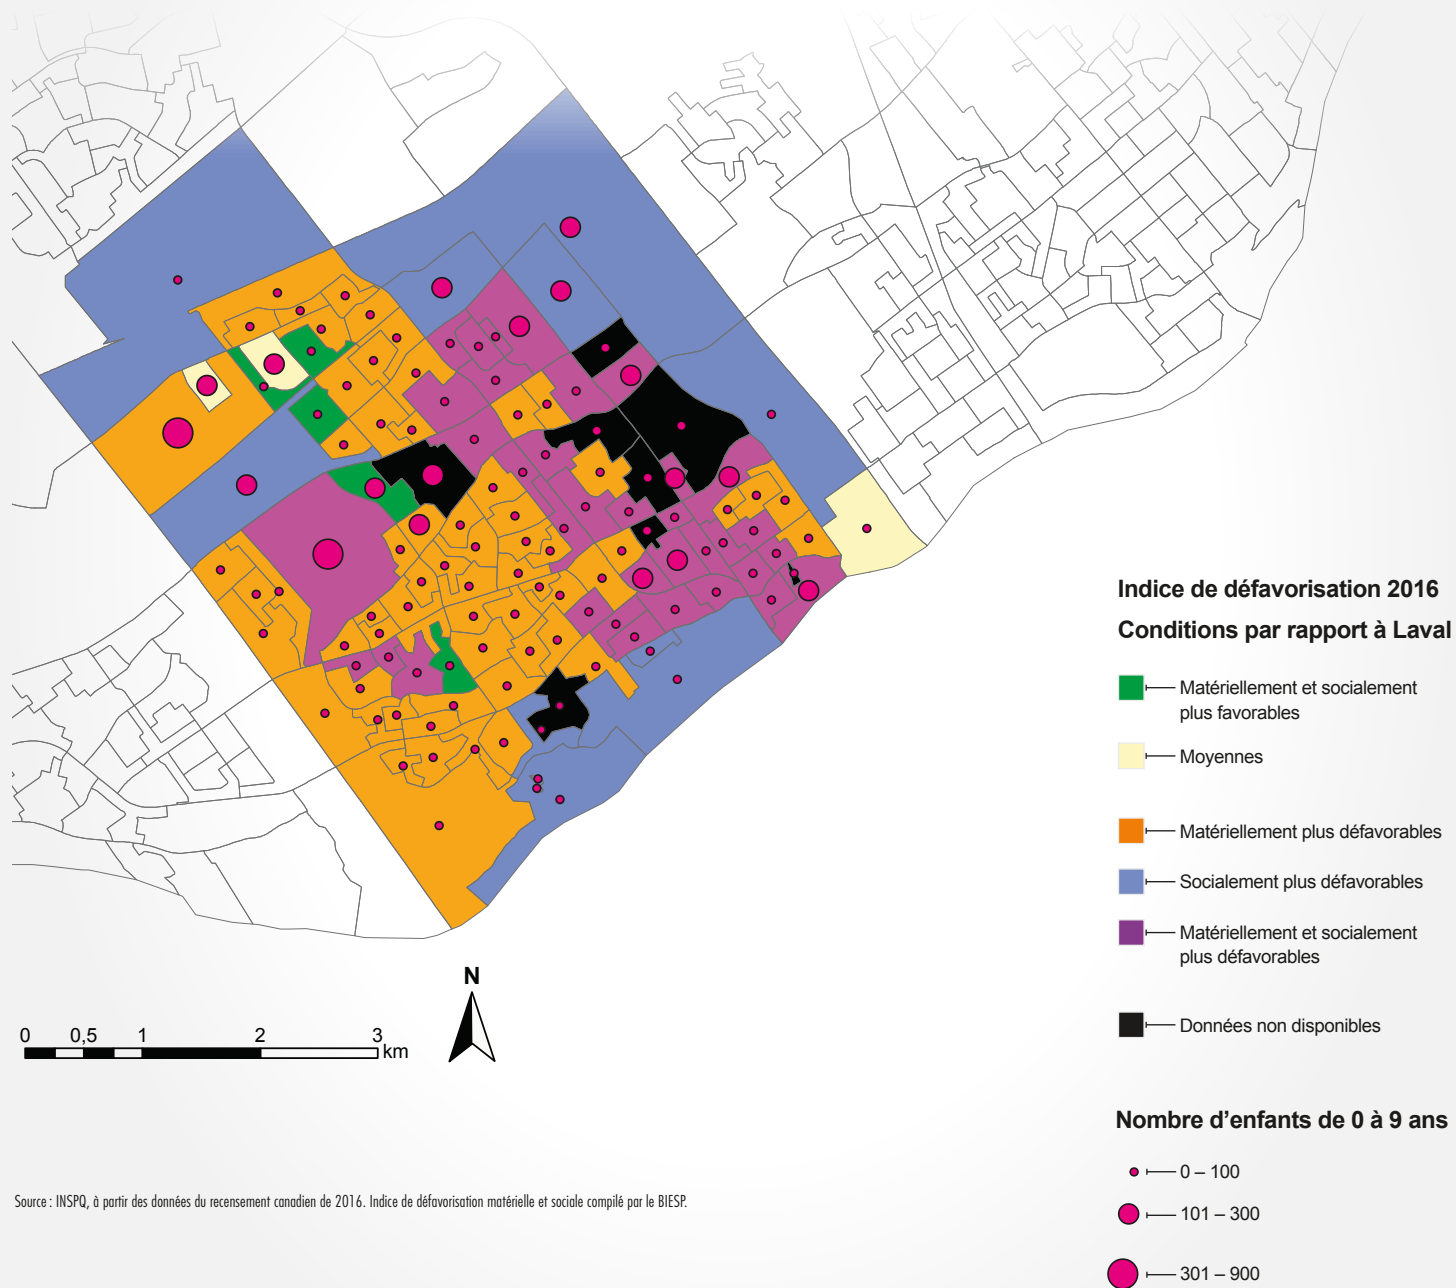 Indice de défavorisation 2016
Conditions par rapport à Laval
Matériellement et socialement
plus favorables
Moyennes
Matériellement plus défavorables
Socialement plus défavorables
Matériellement et socialement
plus défavorables
Données non disponibles
N
0 0,5 1 2 3
km
Nombre d’enfants de 0 à 9 ans
0 – 100
101 – 300
301 – 900
Source : INSPQ, à partir des données du recensement canadien de 2016. Indice de défavorisation matérielle et sociale compilé par le BIESP.